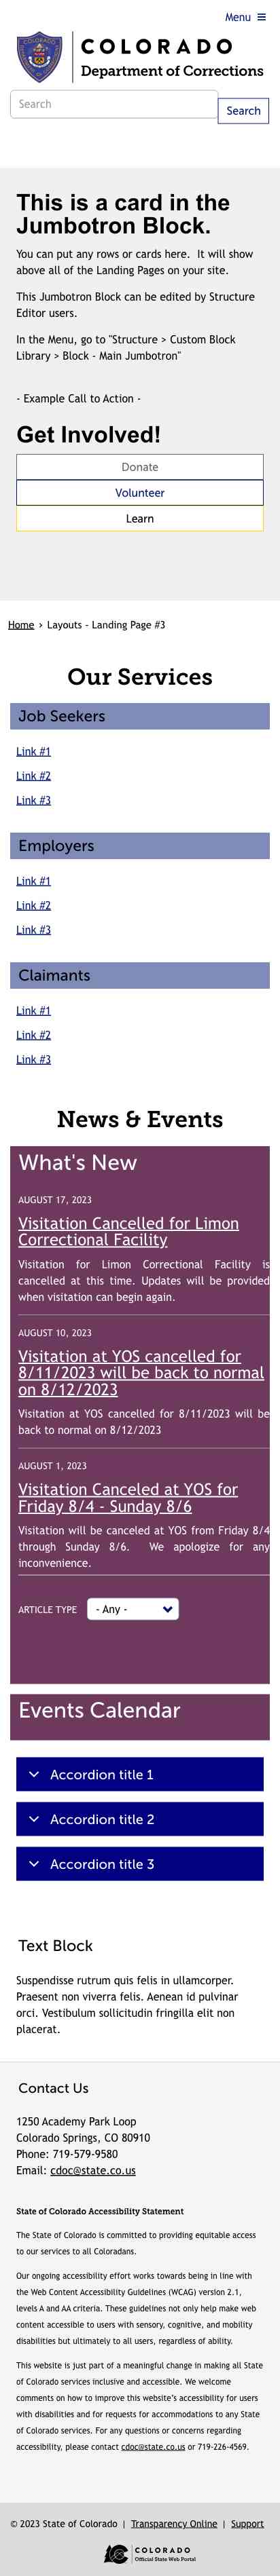 Menu
COLORADO
Department of Corrections
Search
Search
This is a card in the
Jumbotron Block.
You can put any rows or cards here. It will show
above all of the Landing Pages on your site.
This Jumbotron Block can be edited by Structure
Editor users.
In the Menu, go to "Structure > Custom Block
Library > Block - Main Jumbotron"
- Example Call to Action -
Get Involved!
Donate
Volunteer
Learn
Home › Layouts - Landing Page #3
Our Services
Job Seekers
Link #1
Link #2
Link #3
Employers
Link #1
Link #2
Link #3
Claimants
Link #1
Link #2
Link #3
News & Events
What's New
AUGUST 17, 2023
Visitation Cancelled for Limon
Correctional Facility
Visitation for Limon Correctional Facility is
cancelled at this time. Updates will be provided
when visitation can begin again.
AUGUST 10, 2023
Visitation at YOS cancelled for
8/11/2023 will be back to normal
on 8/12/2023
Visitation at YOS cancelled for 8/11/2023 will be
back to normal on 8/12/2023
AUGUST 1, 2023
Visitation Canceled at YOS for
Friday 8/4 - Sunday 8/6
Visitation will be canceled at YOS from Friday 8/4
through Sunday 8/6. We apologize for any
inconvenience.
ARTICLE TYPE - Any -
Events Calendar
Accordion title 1
Accordion title 2
Accordion title 3
Text Block
Suspendisse rutrum quis felis in ullamcorper.
Praesent non viverra felis. Aenean id pulvinar
orci. Vestibulum sollicitudin fringilla elit non
placerat.
Contact Us
1250 Academy Park Loop
Colorado Springs, CO 80910
Phone: 719-579-9580
Email: cdoc@state.co.us
State of Colorado Accessibility Statement
The State of Colorado is committed to providing equitable access
to our services to all Coloradans.
Our ongoing accessibility effort works towards being in line with
the Web Content Accessibility Guidelines (WCAG) version 2.1,
levels A and AA criteria. These guidelines not only help make web
content accessible to users with sensory, cognitive, and mobility
disabilities but ultimately to all users, regardless of ability.
This website is just part of a meaningful change in making all State
of Colorado services inclusive and accessible. We welcome
comments on how to improve this website's accessibility for users
with disabilities and for requests for accommodations to any State
of Colorado services. For any questions or concerns regarding
accessibility, please contact cdoc@state.co.us or 719-226-4569.
© 2023 State of Colorado | Transparency Online | Support
COLORADO
Official State Web Portal